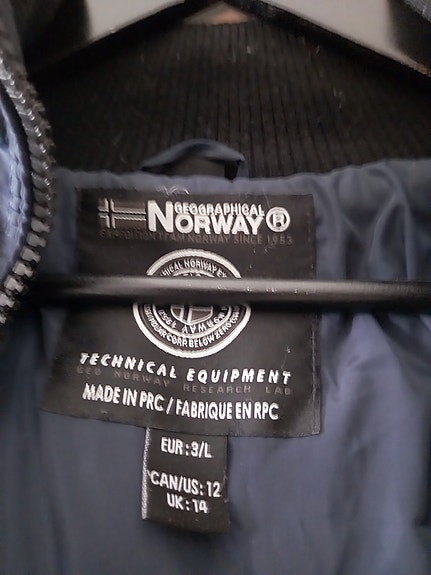 GEOGRAPHICAL
NORWAY®
EXPEDITION TEAM NORWAY SINCE 1983
TECHNICAL EQUIPMENT
GEO NORWAY RESEARCH LAB
MADE IN PRC / FABRIQUE EN RPC
EUR : 3/L
CAN/US : 12
UK : 14